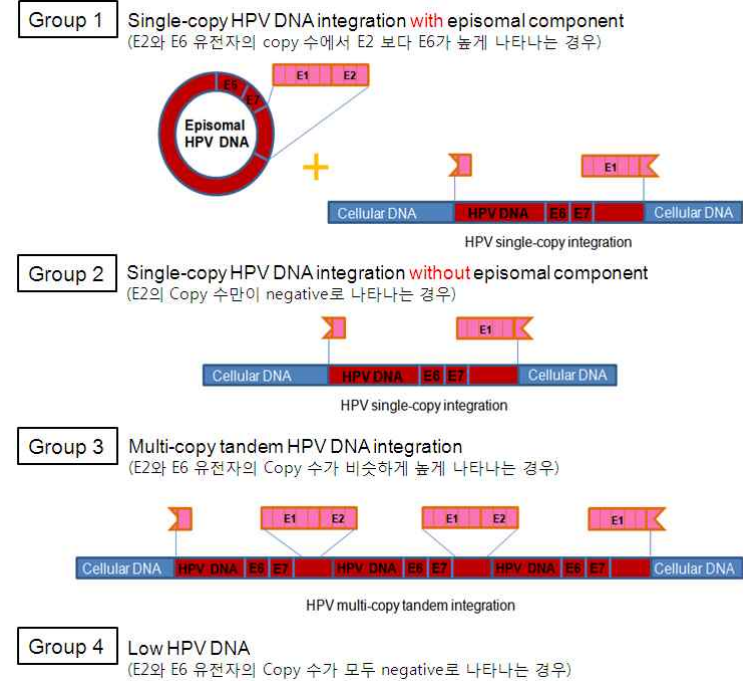 Group 1 Single-copy HPV DNA integration with episomal component
(E2와 E6 유전자의 copy 수에서 E2 보다 E6가 높게 나타나는 경우)
E1 E2
E6 E7
Episomal
HPV DNA
+
E1
Cellular DNA HPV DNA E6 E7 Cellular DNA
HPV single-copy integration
Group 2 Single-copy HPV DNA integration without episomal component
(E2의 Copy 수만이 negative로 나타나는 경우)
E1
Cellular DNA HPV DNA E6 E7 Cellular DNA
HPV single-copy integration
Group 3 Multi-copy tandem HPV DNA integration
(E2와 E6 유전자의 Copy 수가 비슷하게 높게 나타나는 경우)
E1 E2 E1 E2 E1
Cellular DNA HPV DNA E6 E7 HPV DNA E6 E7 HPV DNA E6 E7 Cellular DNA
HPV multi-copy tandem integration
Group 4 Low HPV DNA
(E2와 E6 유전자의 Copy 수가 모두 negative로 나타나는 경우)